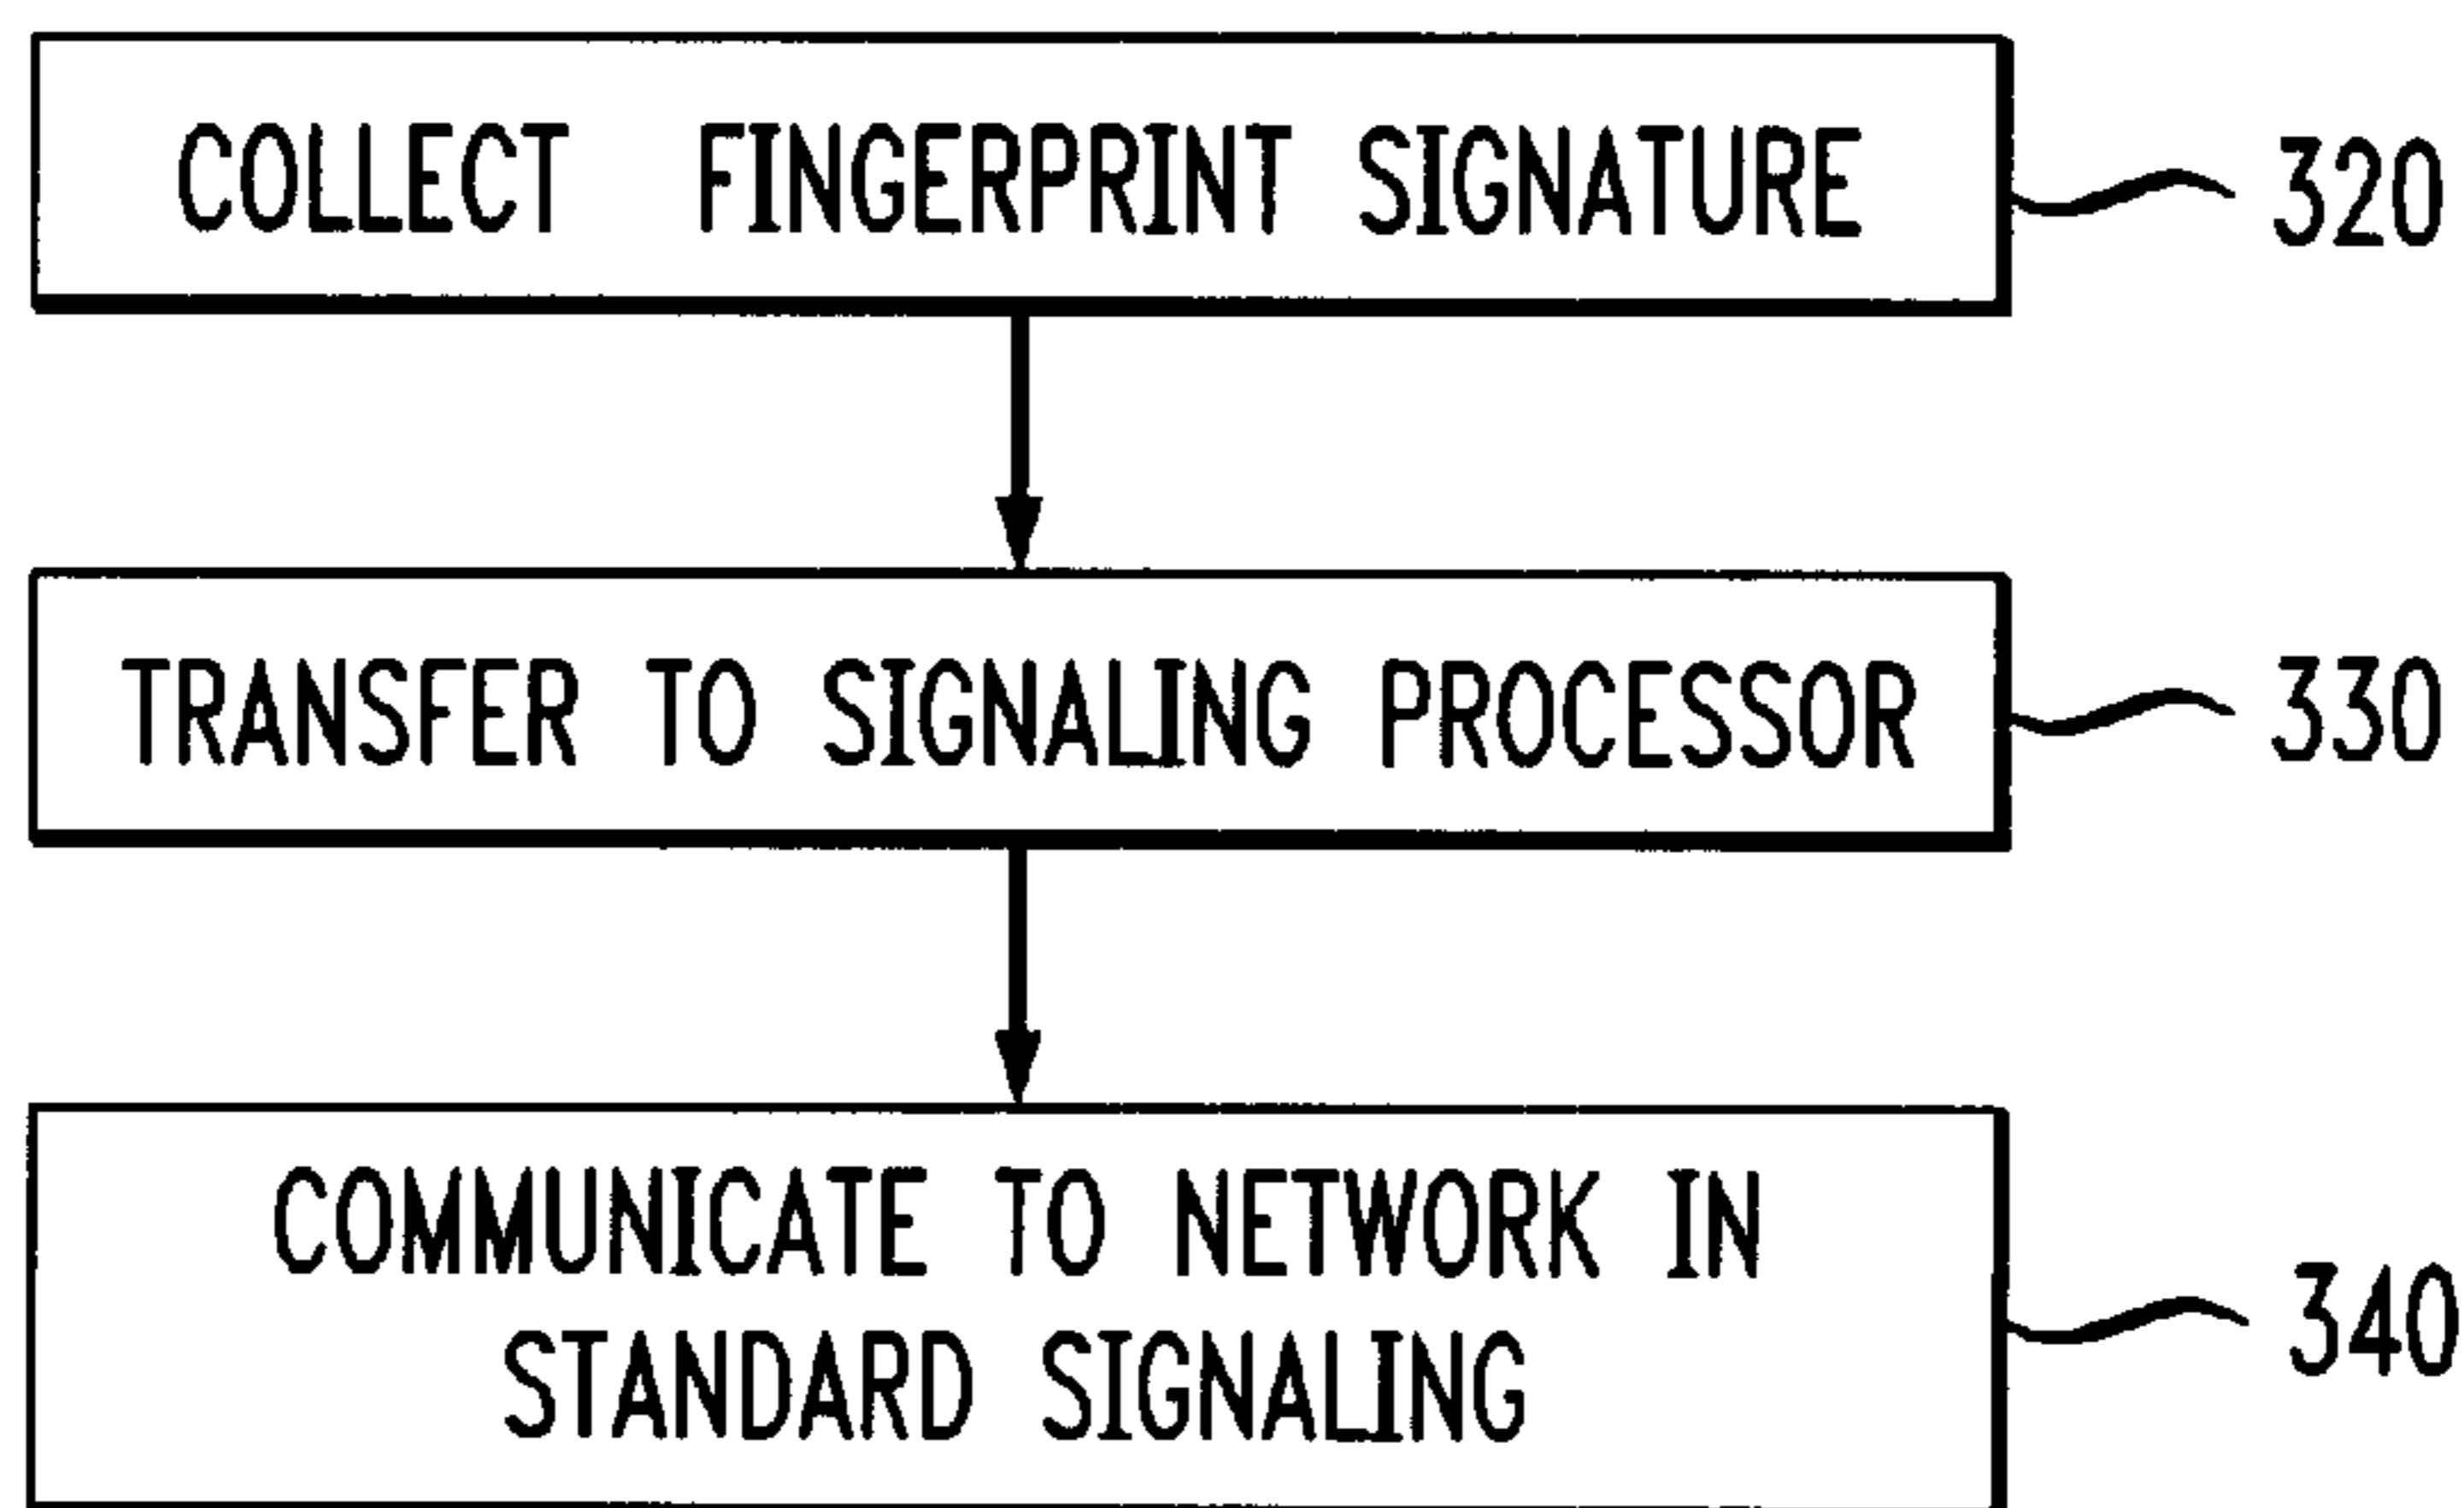 COLLECT FINGERPRINT SIGNATURE
320
TRANSFER TO SIGNALING PROCESSOR
330
COMMUNICATE TO NETWORK IN
STANDARD SIGNALING
340